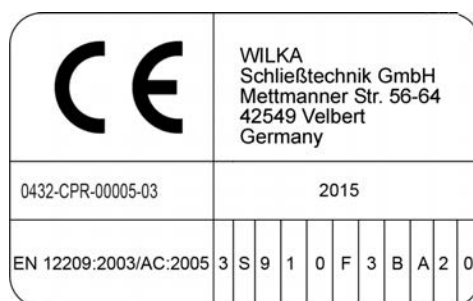 CE
WILKA
Schließtechnik GmbH
Mettmanner Str. 56-64
42549 Velbert
Germany
0432-CPR-00005-03
2015
EN 12209:2003/AC:2005 3 S 9 1 0 F 3 B A 2 0